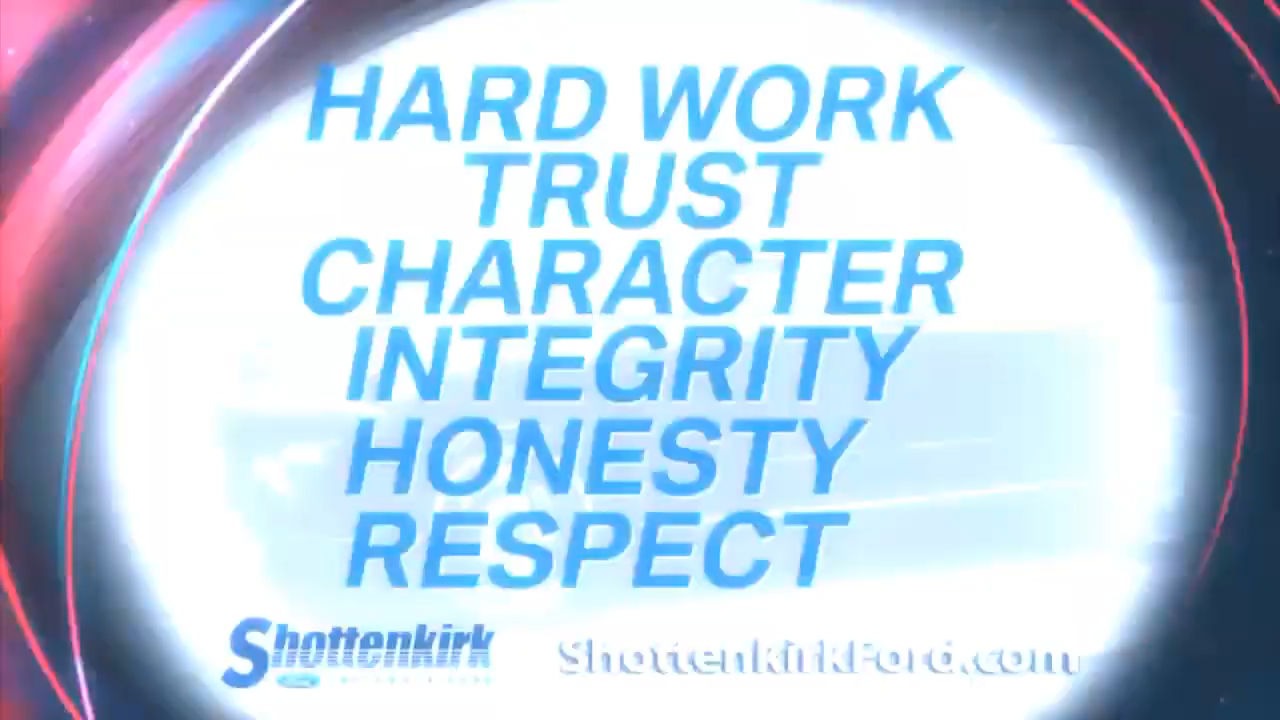 HARD WORK
TRUST
CHARACTER
INTEGRITY
HONESTY
RESPECT
Shottenkirk
ShottenkirkFord.com